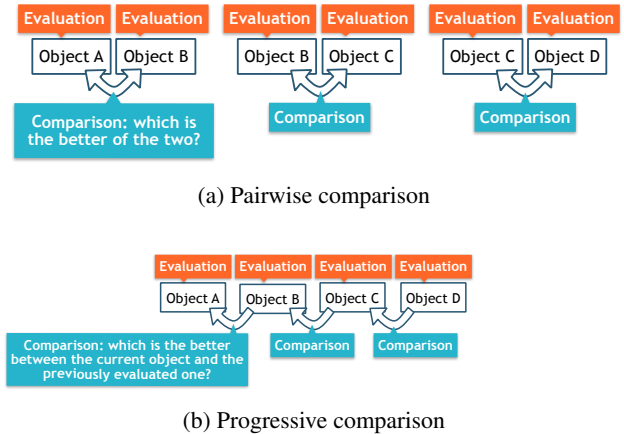 Evaluation Evaluation Evaluation Evaluation Evaluation Evaluation
Object A Object B Object B Object C Object C Object D
Comparison: which is
the better of the two?
Comparison Comparison
(a) Pairwise comparison
Evaluation Evaluation Evaluation Evaluation
Object A Object B Object C Object D
Comparison: which is the better
between the current object and the
previously evaluated one?
Comparison Comparison
(b) Progressive comparison